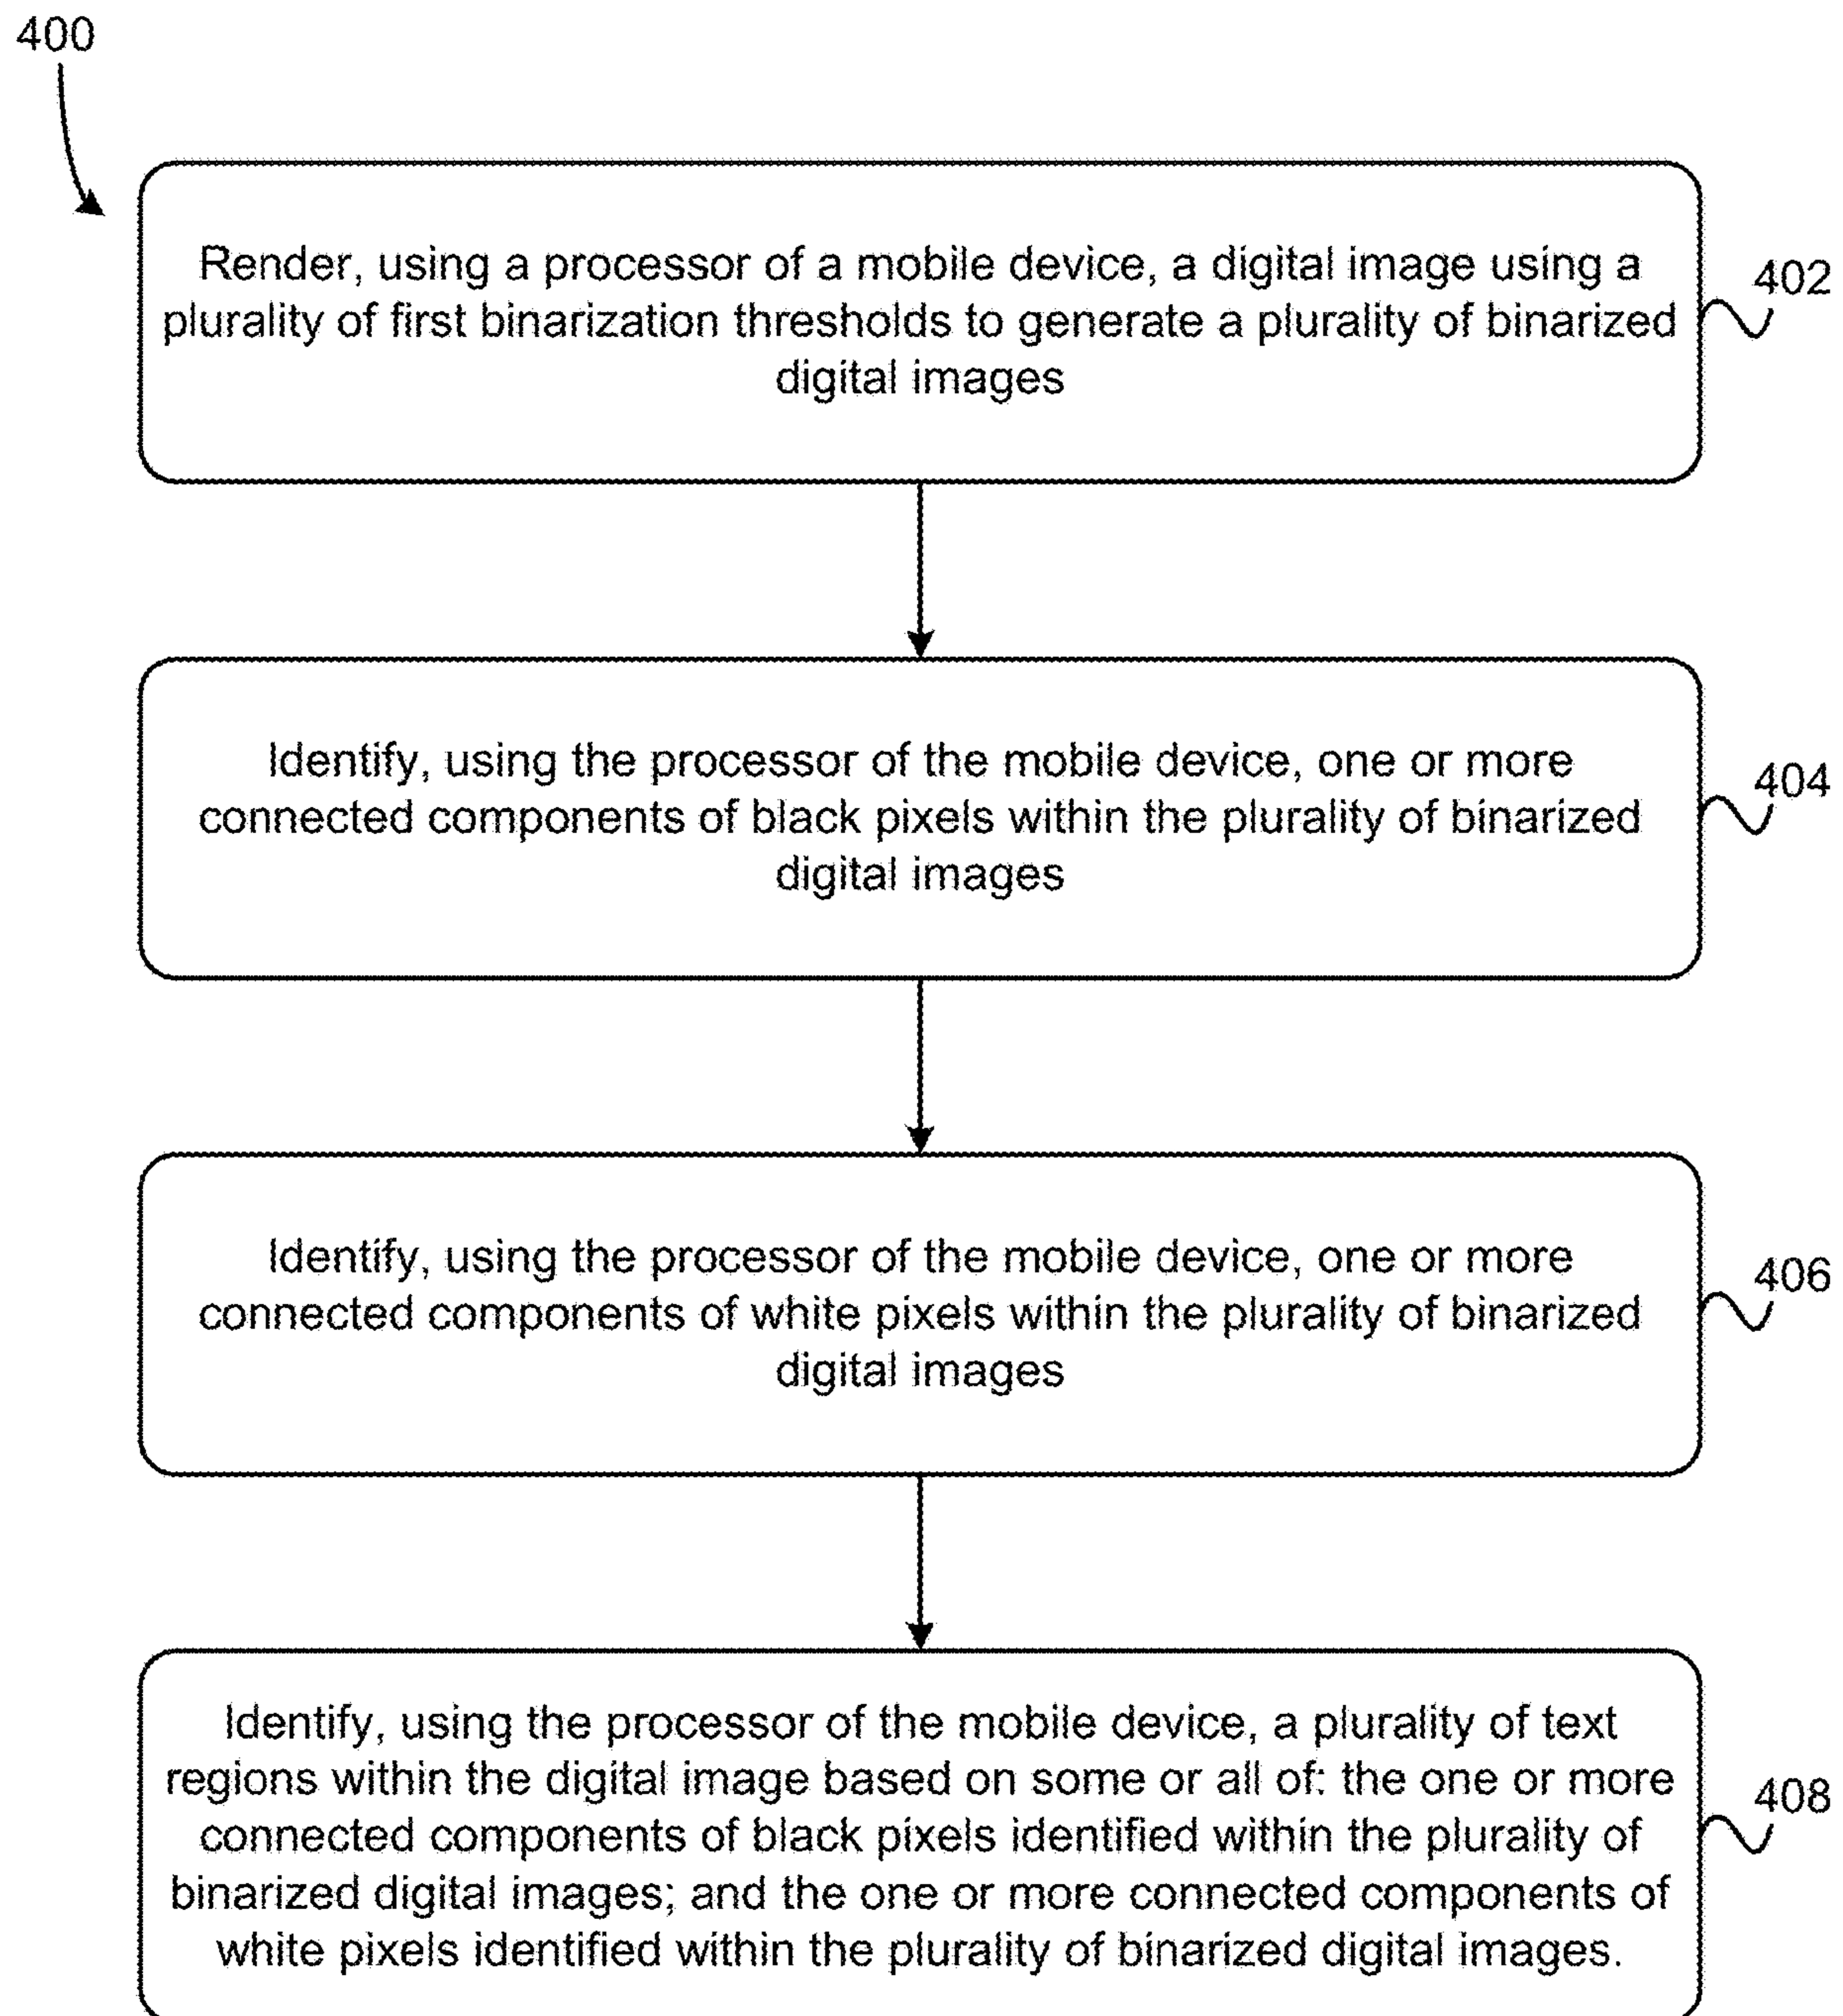 400
Render, using a processor of a mobile device, a digital image using a
plurality of first binarization thresholds to generate a plurality of binarized
digital images
402
Identify, using the processor of the mobile device, one or more
connected components of black pixels within the plurality of binarized
digital images
404
Identify, using the processor of the mobile device, one or more
connected components of white pixels within the plurality of binarized
digital images
406
Identify, using the processor of the mobile device, a plurality of text
regions within the digital image based on some or all of: the one or more
connected components of black pixels identified within the plurality of
binarized digital images; and the one or more connected components of
white pixels identified within the plurality of binarized digital images.
408